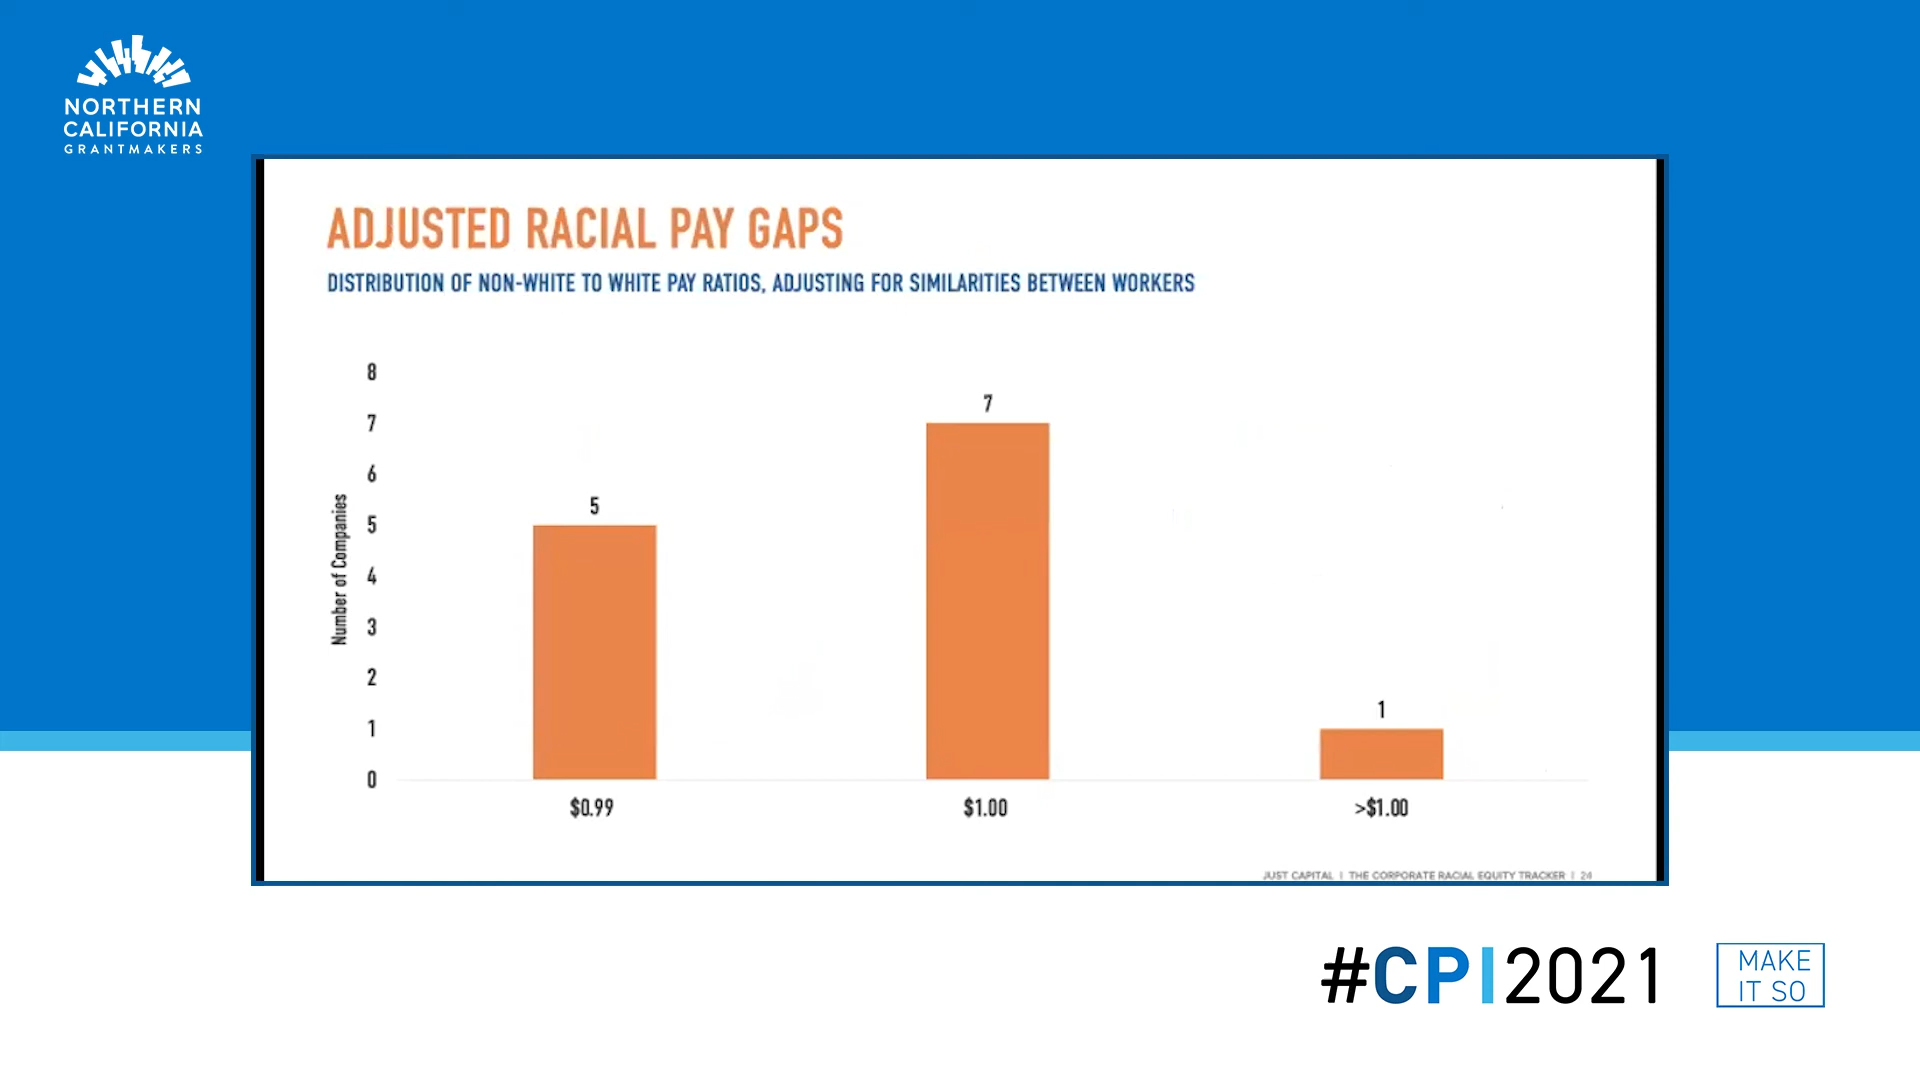 NORTHERN
CALIFORNIA
GRANTMAKERS
ADJUSTED RACIAL PAY GAPS
DISTRIBUTION OF NON-WHITE TO WHITE PAY RATIOS, ADJUSTING FOR SIMILARITIES BETWEEN WORKERS
Number of Companies
8
7
6
5
4
3
2
1
0
5
7
1
$0.99
$1.00
>$1.00
JUST CAPITAL | THE CORPORATE RACIAL EQUITY TRACKER | 24
#CPI2021
MAKE
IT SO